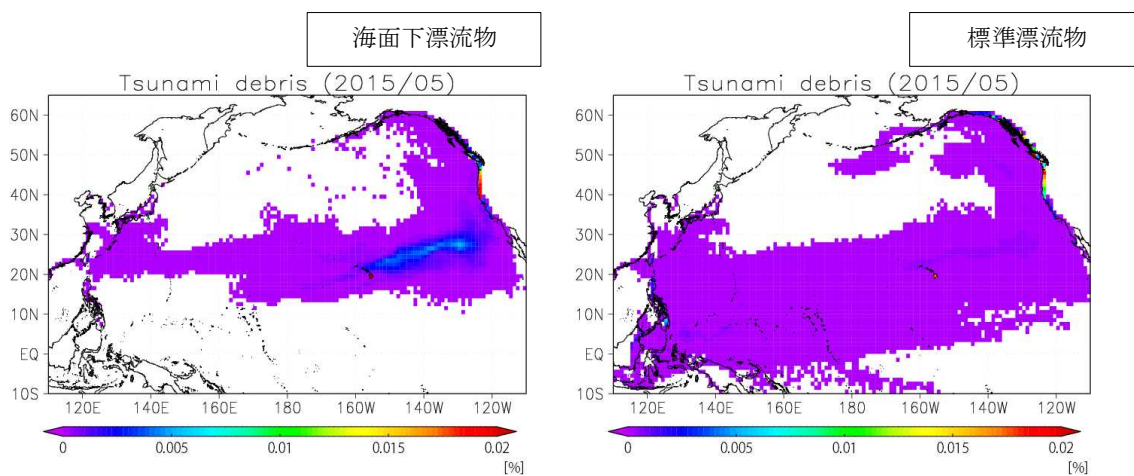 海面下漂流物
Tsunami debris (2015/05)
60N
50N
40N
30N
20N
10N
EQ
10S
120E
140E
160E
180
160W
140W
120W
0
0.005
0.01
0.015
0.02
[%]
標準漂流物
Tsunami debris (2015/05)
60N
50N
40N
30N
20N
10N
EQ
10S
120E
140E
160E
180
160W
140W
120W
0
0.005
0.01
0.015
0.02
[%]